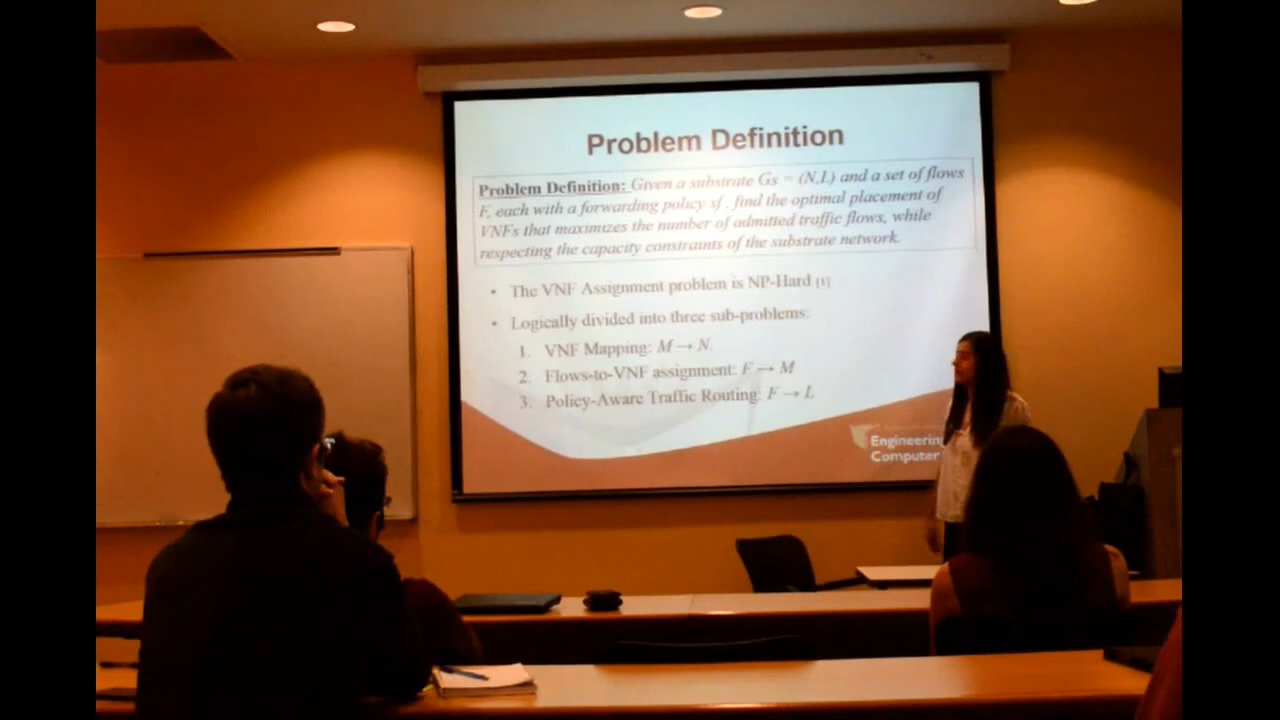 Problem Definition
Problem Definition: Given a substrate Gs = (N,L) and a set of flows
F, each with a forwarding policy sf, find the optimal placement of
VNFs that maximizes the number of admitted traffic flows, while
respecting the capacity constraints of the substrate network.
• The VNF Assignment problem is NP-Hard [1]
• Logically divided into three sub-problems:
1. VNF Mapping: M → N.
2. Flows-to-VNF assignment: F → M
3. Policy-Aware Traffic Routing: F → L
Engineering
Computer